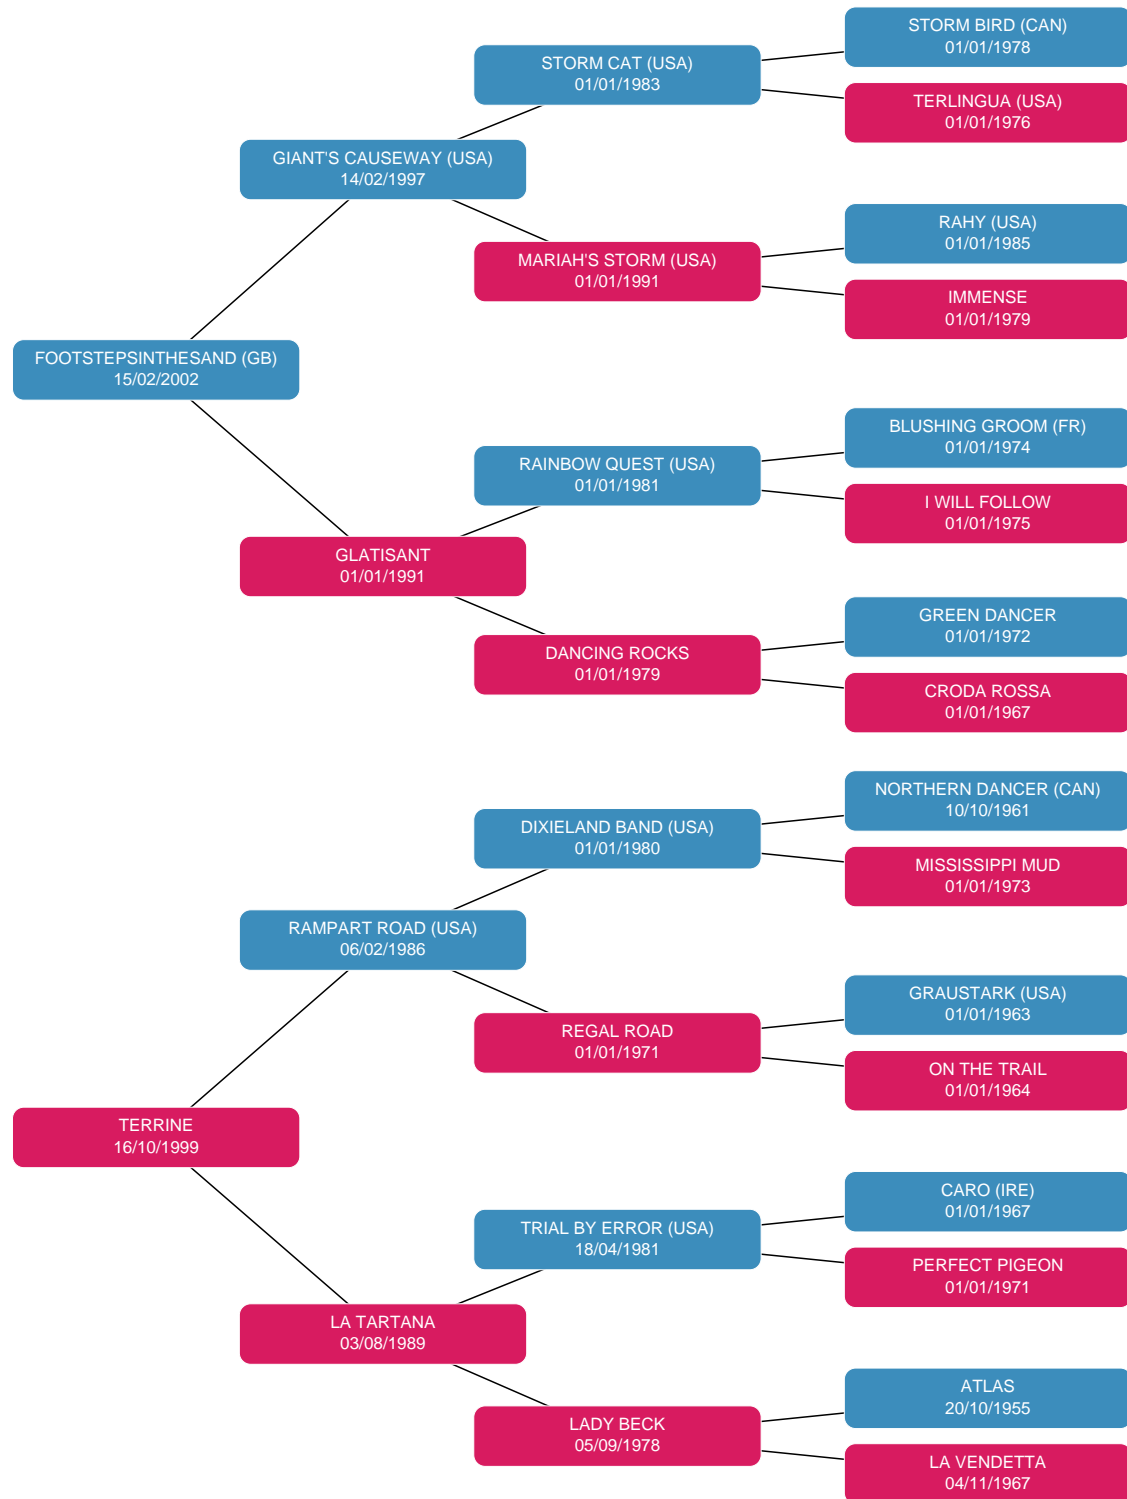 STORM BIRD (CAN)
01/01/1978
STORM CAT (USA)
01/01/1983
TERLINGUA (USA)
01/01/1976
GIANT'S CAUSEWAY (USA)
14/02/1997
RAHY (USA)
01/01/1985
MARIAH'S STORM (USA)
01/01/1991
IMMENSE
01/01/1979
FOOTSTEPSINTHESAND (GB)
15/02/2002
BLUSHING GROOM (FR)
01/01/1974
RAINBOW QUEST (USA)
01/01/1981
I WILL FOLLOW
01/01/1975
GLATISANT
01/01/1991
GREEN DANCER
01/01/1972
DANCING ROCKS
01/01/1979
CRODA ROSSA
01/01/1967
NORTHERN DANCER (CAN)
10/10/1961
DIXIELAND BAND (USA)
01/01/1980
MISSISSIPPI MUD
01/01/1973
RAMPART ROAD (USA)
06/02/1986
GRAUSTARK (USA)
01/01/1963
REGAL ROAD
01/01/1971
ON THE TRAIL
01/01/1964
TERRINE
16/10/1999
CARO (IRE)
01/01/1967
TRIAL BY ERROR (USA)
18/04/1981
PERFECT PIGEON
01/01/1971
LA TARTANA
03/08/1989
ATLAS
20/10/1955
LADY BECK
05/09/1978
LA VENDETTA
04/11/1967